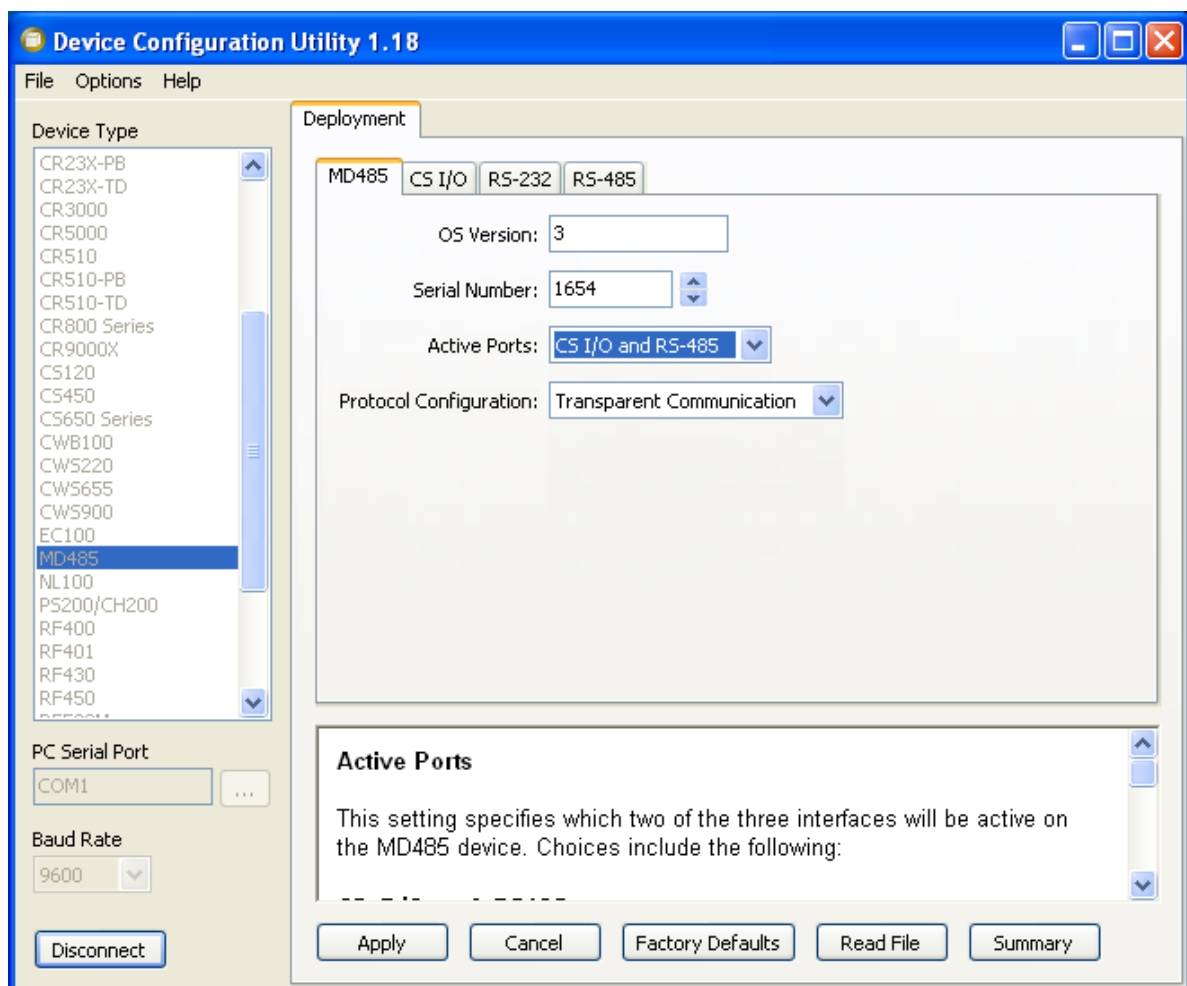 Device Configuration Utility 1.18
File Options Help
Device Type
CR23X-PB
CR23X-TD
CR3000
CR5000
CR510
CR510-PB
CR510-TD
CR800 Series
CR9000X
CS120
CS450
CS650 Series
CWB100
CWS220
CWS655
CWS900
EC100
MD485
NL100
PS200/CH200
RF400
RF401
RF430
RF450
PC Serial Port
COM1
...
Baud Rate
9600
Disconnect
Deployment
MD485 CS I/O RS-232 RS-485
OS Version: 3
Serial Number: 1654
Active Ports: CS I/O and RS-485
Protocol Configuration: Transparent Communication
Active Ports
This setting specifies which two of the three interfaces will be active on
the MD485 device. Choices include the following:
Apply Cancel Factory Defaults Read File Summary